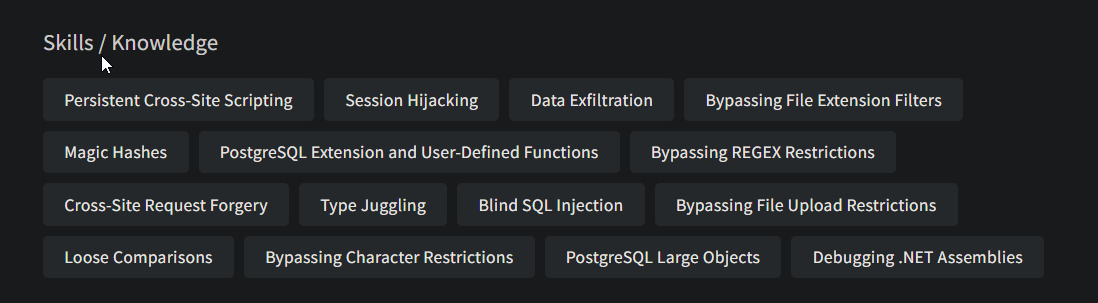 Skills / Knowledge
Persistent Cross-Site Scripting Session Hijacking Data Exfiltration Bypassing File Extension Filters
Magic Hashes PostgreSQL Extension and User-Defined Functions Bypassing REGEX Restrictions
Cross-Site Request Forgery Type Juggling Blind SQL Injection Bypassing File Upload Restrictions
Loose Comparisons Bypassing Character Restrictions PostgreSQL Large Objects Debugging .NET Assemblies